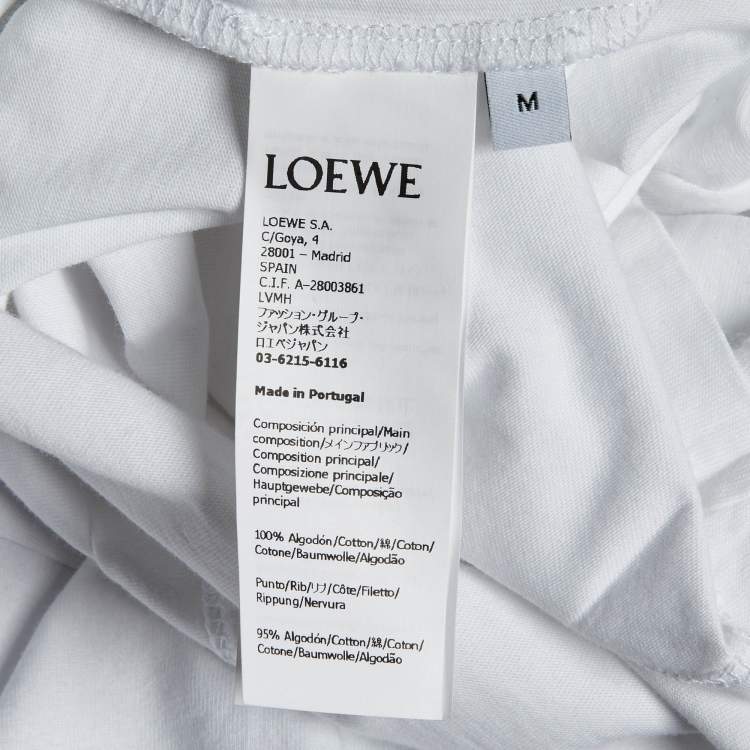 M
LOEWE
LOEWE S.A.
C/Goya, 4
28001 – Madrid
SPAIN
C.I.F. A-28003861
LVMH
ファッション・グループ・
ジャパン株式会社
ロエベジャパン
03-6215-6116
Made in Portugal
Composición principal/Main
composition/メインファブリック/
Composition principal/
Composizione principale/
Hauptgewebe/Composição
principal
100% Algodón/Cotton/綿/Coton/
Cotone/Baumwolle/Algodão
Punto/Rib/リブ/Côte/Filetto/
Rippung/Nervura
95% Algodón/Cotton/綿/Coton/
Cotone/Baumwolle/Algodão